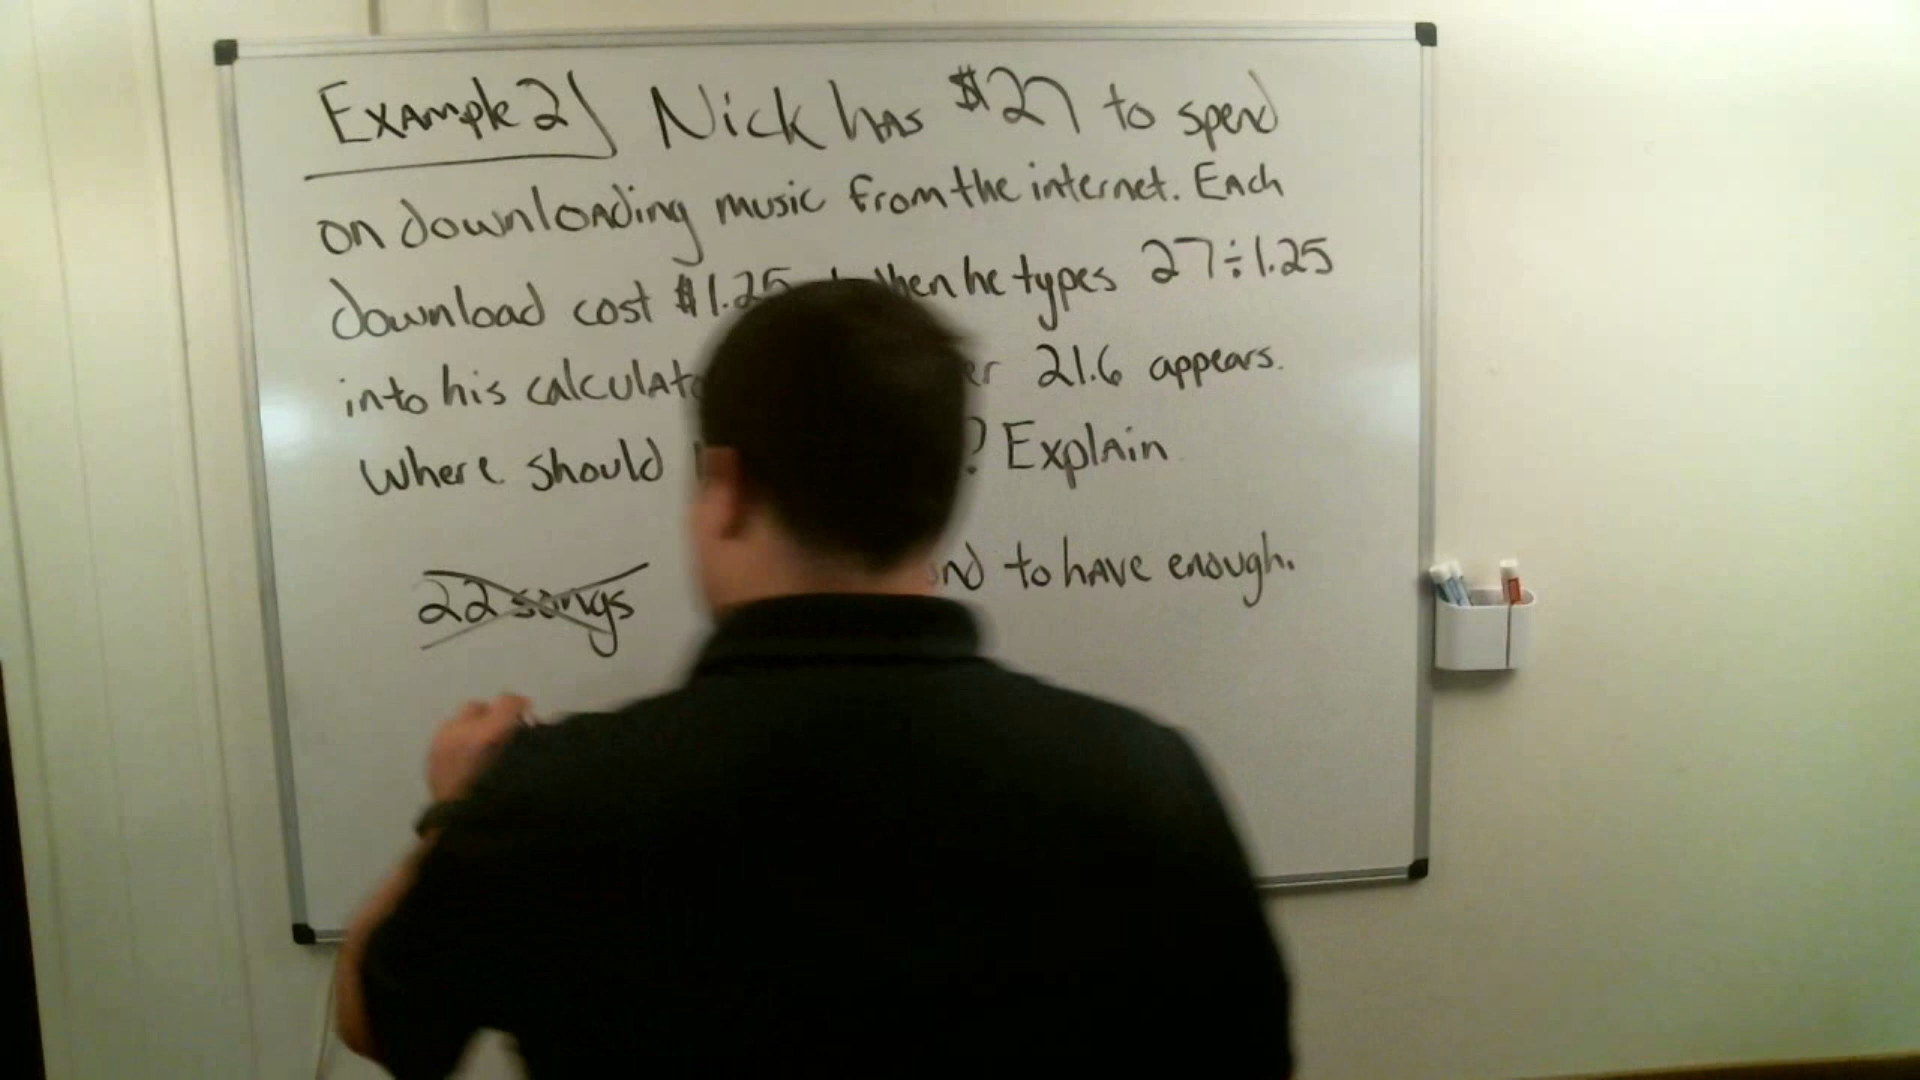 Example 2) Nick has $27 to spend
on downloading music from the internet. Each
download cost $1.25 when he types 27÷1.25
into his calculator 21.6 appears.
Where should ? Explain
22 songs to have enough.